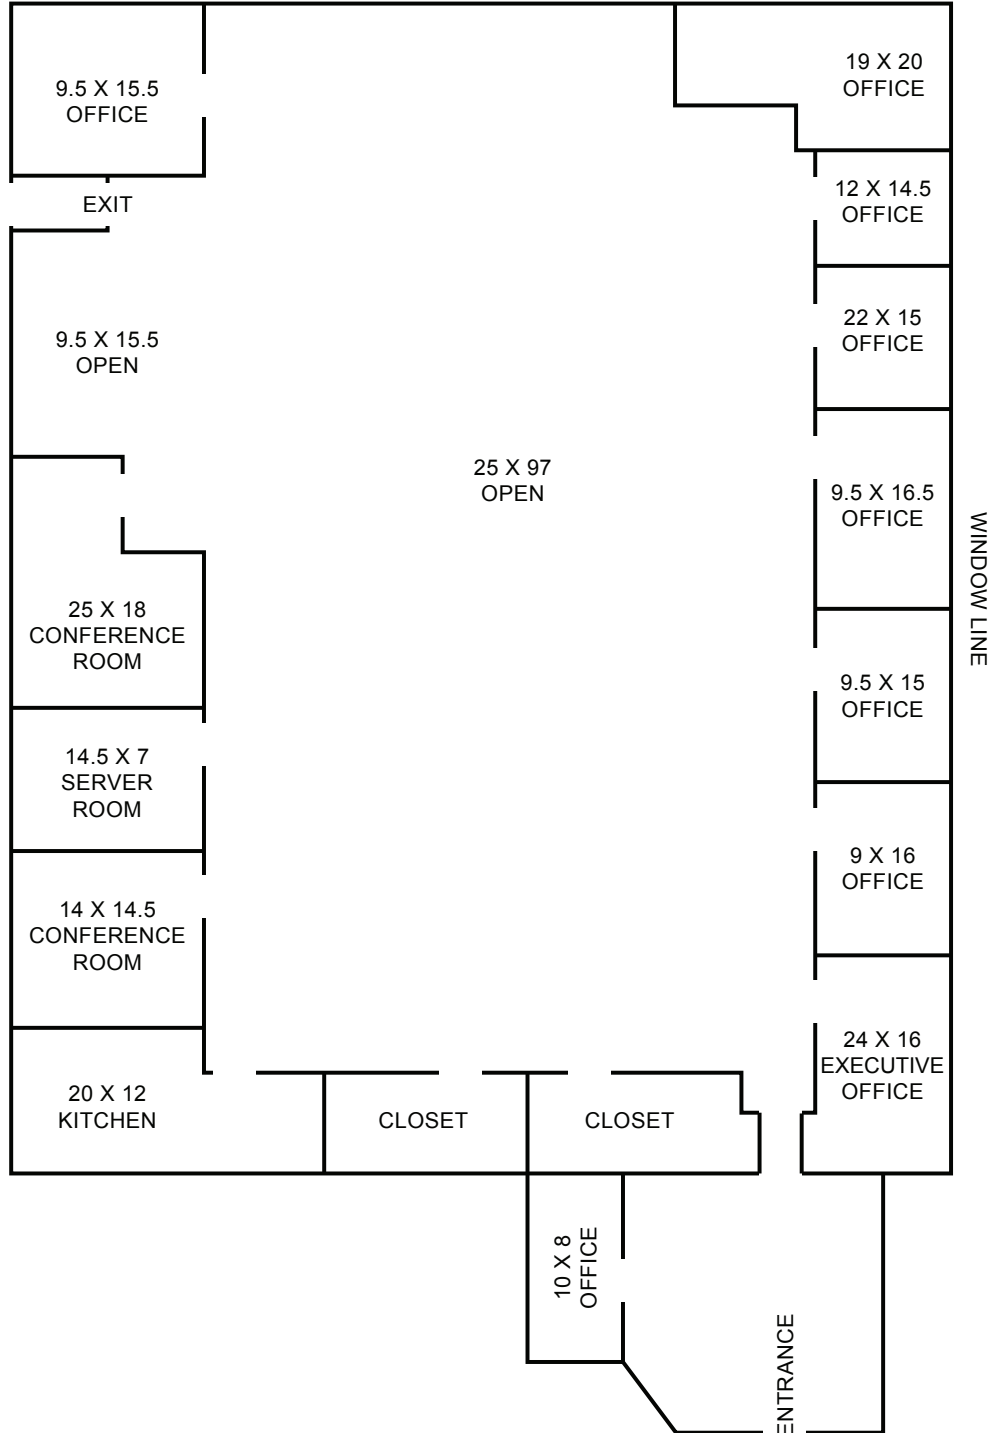 9.5 X 15.5
OFFICE
19 X 20
OFFICE
12 X 14.5
OFFICE
EXIT
22 X 15
OFFICE
9.5 X 15.5
OPEN
25 X 97
OPEN
9.5 X 16.5
OFFICE
WINDOW LINE
25 X 18
CONFERENCE
ROOM
9.5 X 15
OFFICE
14.5 X 7
SERVER
ROOM
9 X 16
OFFICE
14 X 14.5
CONFERENCE
ROOM
24 X 16
EXECUTIVE
OFFICE
20 X 12
KITCHEN
CLOSET
CLOSET
10 X 8
OFFICE
ENTRANCE